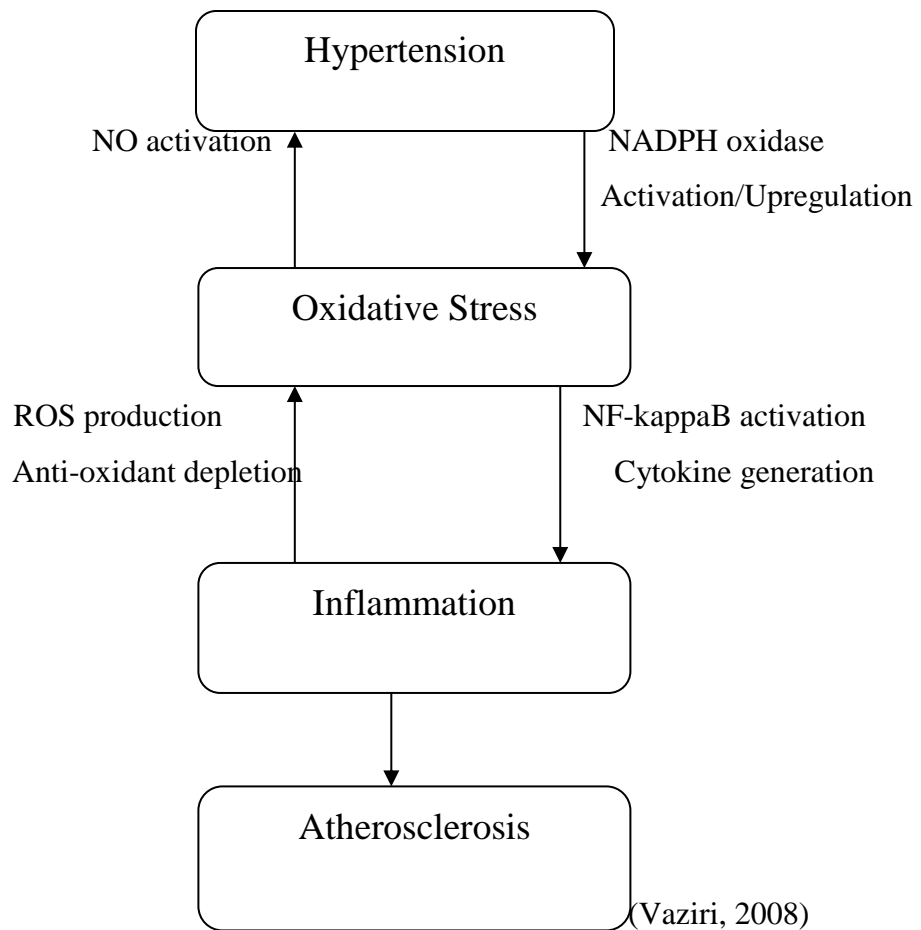 Hypertension
NO activation
NADPH oxidase
Activation/Upregulation
Oxidative Stress
ROS production
Anti-oxidant depletion
NF-kappaB activation
Cytokine generation
Inflammation
Atherosclerosis
(Vaziri, 2008)